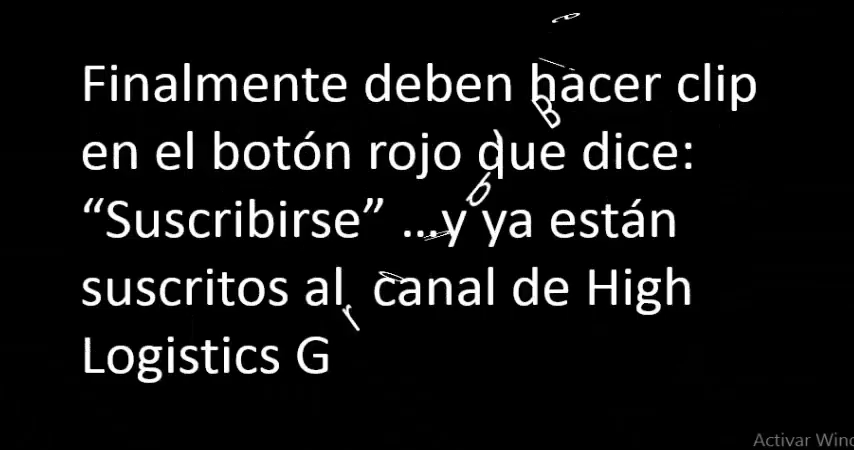 Finalmente deben hacer clip
en el botón rojo que dice:
“Suscribirse” ...y ya están
suscritos al canal de High
Logistics G
Activar Wind